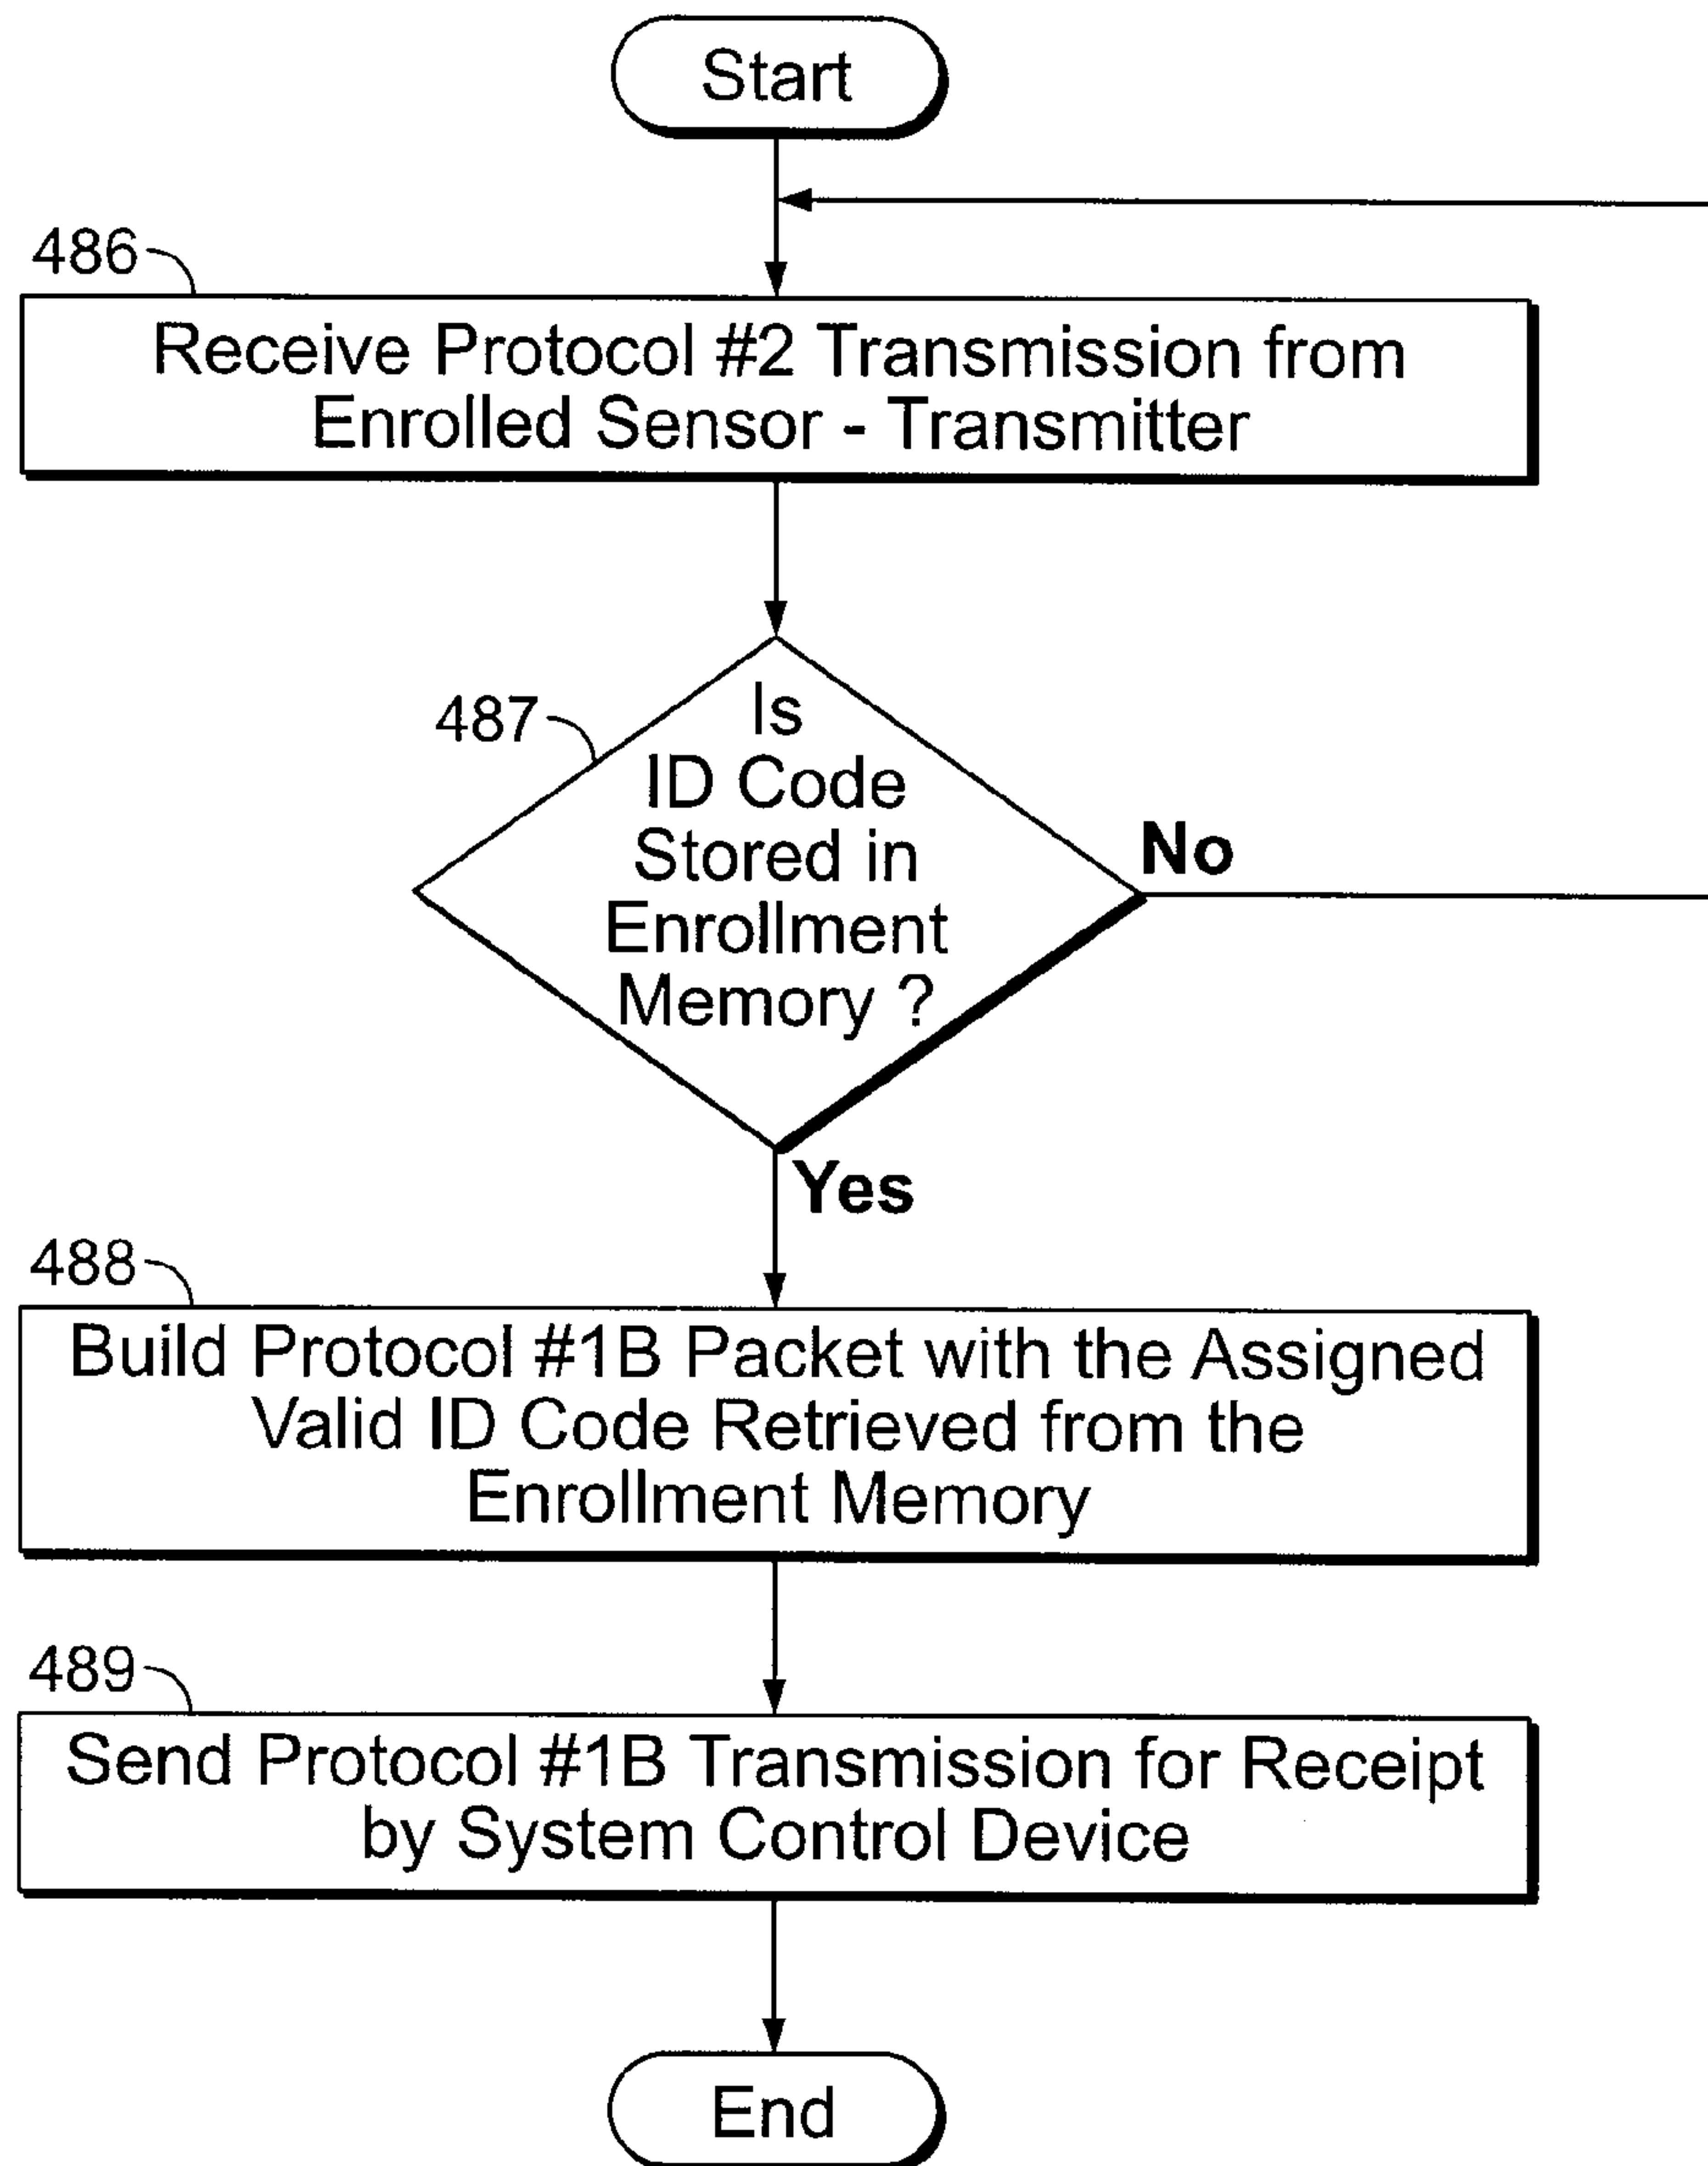 Start
486
Receive Protocol #2 Transmission from
Enrolled Sensor - Transmitter
487
Is
ID Code
Stored in
Enrollment
Memory ?
No
Yes
488
Build Protocol #1B Packet with the Assigned
Valid ID Code Retrieved from the
Enrollment Memory
489
Send Protocol #1B Transmission for Receipt
by System Control Device
End